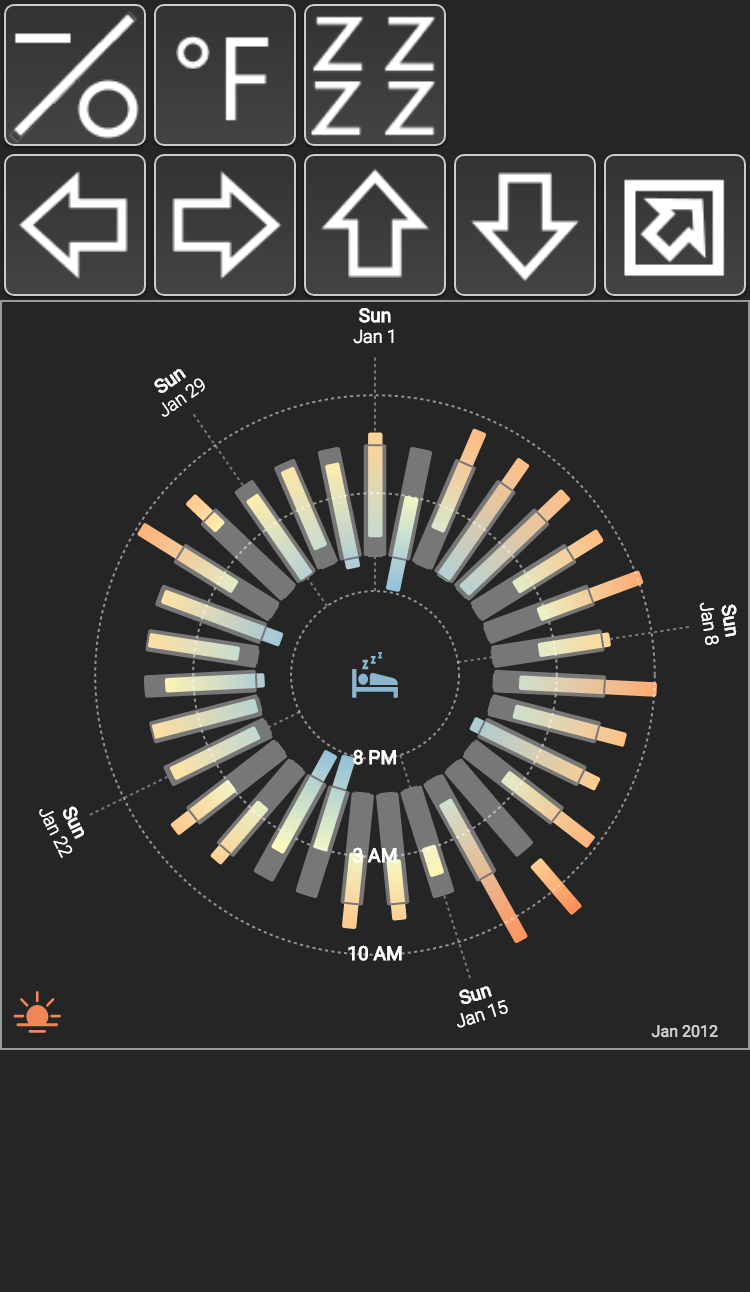 °F
Z Z
Z Z
Sun
Jan 1
Sun
Jan 29
Sun
Jan 8
z z z
8 PM
3 AM
10 AM
Sun
Jan 22
Sun
Jan 15
Jan 2012